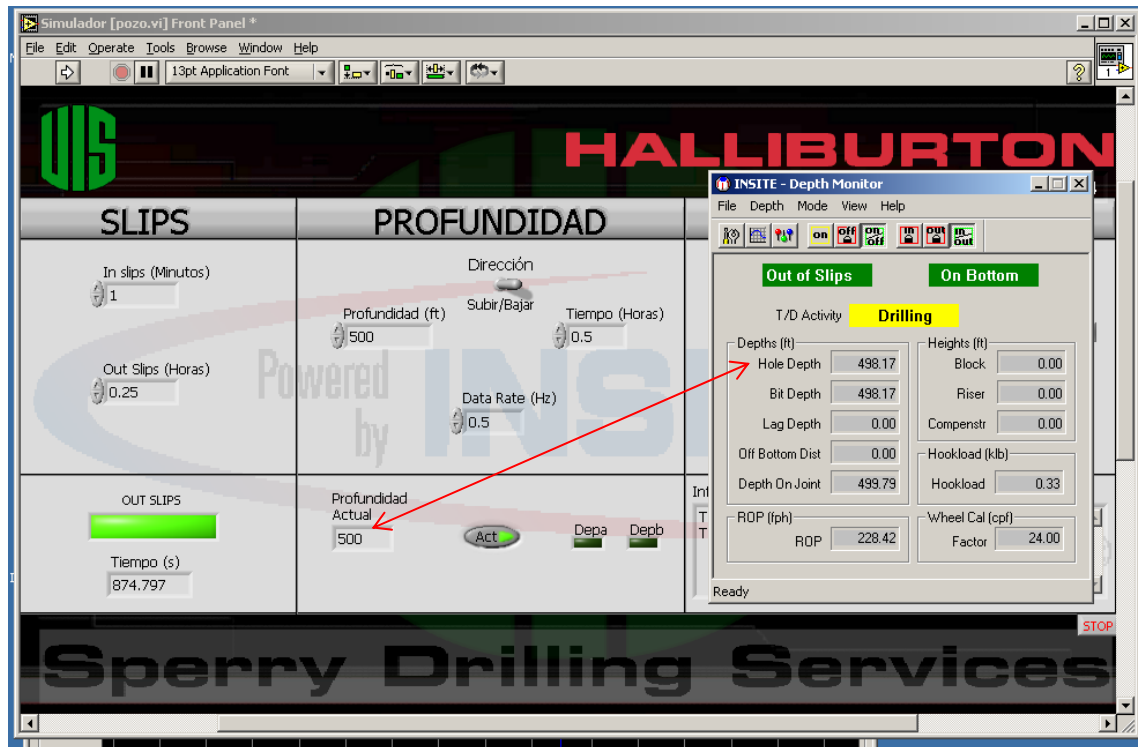 Simulador [pozo.vi] Front Panel *
File Edit Operate Tools Browse Window Help
13pt Application Font
1
UIS
HALLIBURTON
SLIPS
In slips (Minutos)
1
Out Slips (Horas)
0.25
OUT SLIPS
Tiempo (s)
874.797
PROFUNDIDAD
Dirección
Subir/Bajar
Profundidad (ft)
500
Tiempo (Horas)
0.5
Data Rate (Hz)
0.5
Powered
by
Profundidad
Actual
500
Act
Depa Depb
INSITE - Depth Monitor
File Depth Mode View Help
on off on off in out in out
Out of Slips On Bottom
T/D Activity Drilling
Depths (ft)
Hole Depth 498.17
Bit Depth 498.17
Lag Depth 0.00
Off Bottom Dist 0.00
Depth On Joint 499.79
ROP (fph)
ROP 228.42
Heights (ft)
Block 0.00
Riser 0.00
Compenstr 0.00
Hookload (klb)
Hookload 0.33
Wheel Cal (cpf)
Factor 24.00
Ready
STOP
Sperry Drilling Services